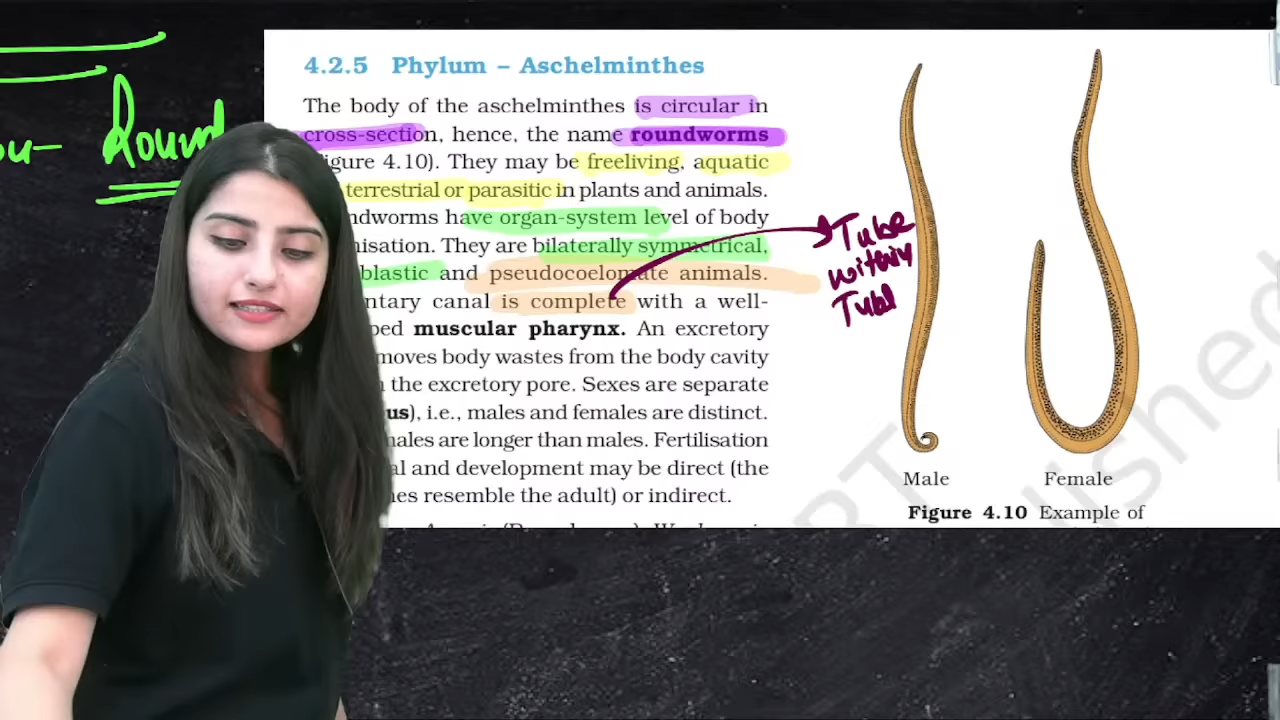 Round
4.2.5 Phylum – Aschelminthes
The body of the aschelminthes is circular in
cross-section, hence, the name roundworms
igure 4.10). They may be freeliving, aquatic
terrestrial or parasitic in plants and animals.
ndworms have organ-system level of body
nisation. They are bilaterally symmetrical,
blastic and pseudocoelomate animals.
ntary canal is complete with a well-
ped muscular pharynx. An excretory
moves body wastes from the body cavity
the excretory pore. Sexes are separate
us), i.e., males and females are distinct.
males are longer than males. Fertilisation
al and development may be direct (the
nes resemble the adult) or indirect.
Tube
within
Tube
Male
Female
Figure 4.10 Example of